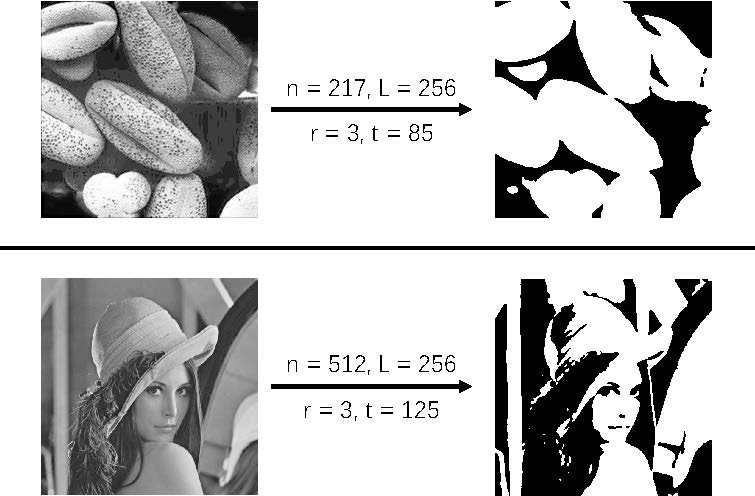 n = 217, L = 256
r = 3, t = 85
n = 512, L = 256
r = 3, t = 125